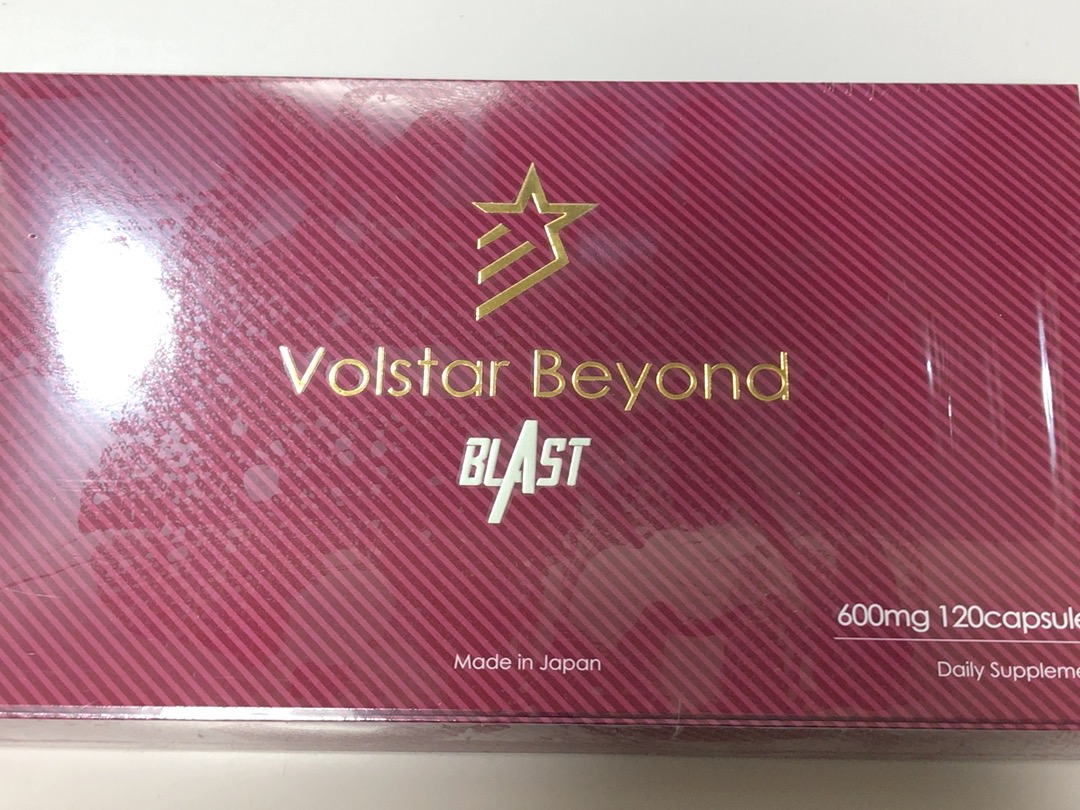 Volstar Beyond
BLAST
600mg 120capsule
Made in Japan
Daily Suppleme